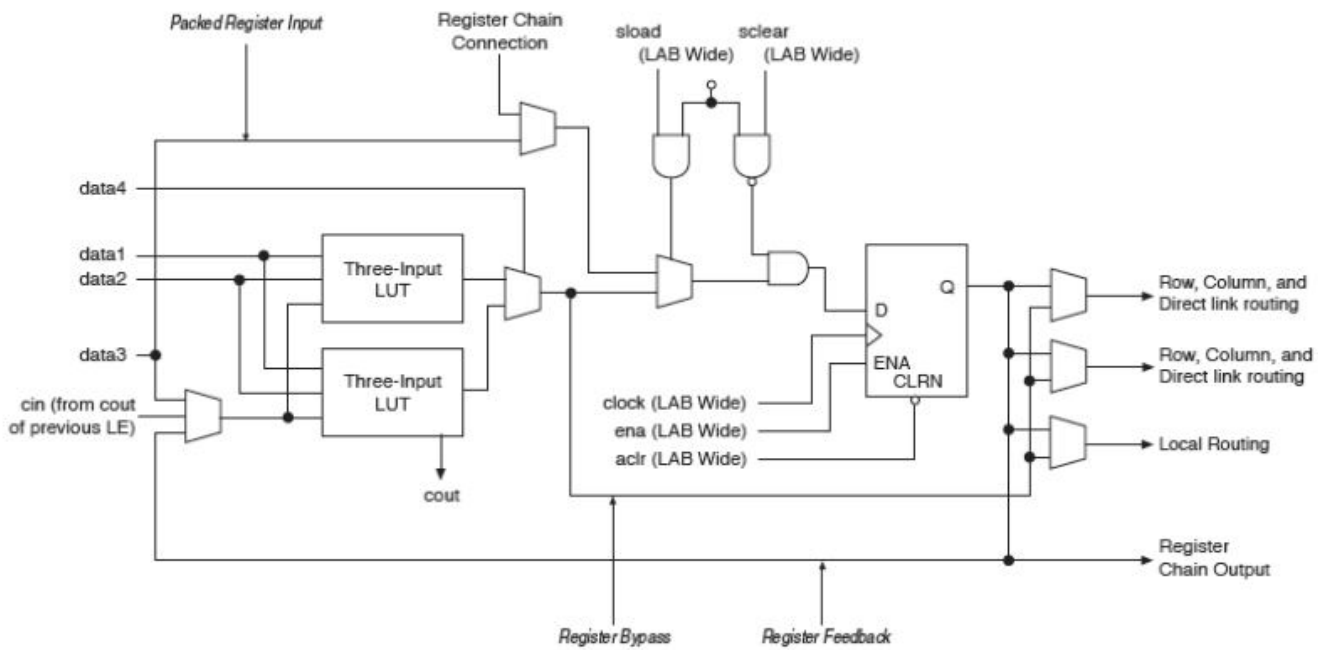 Packed Register Input
Register Chain
Connection
sload
(LAB Wide)
sclear
(LAB Wide)
data4
data1
data2
Three-Input
LUT
data3
Three-Input
LUT
cin (from cout
of previous LE)
cout
Q
D
ENA
CLRN
clock (LAB Wide)
ena (LAB Wide)
aclr (LAB Wide)
Row, Column, and
Direct link routing
Row, Column, and
Direct link routing
Local Routing
Register
Chain Output
Register Bypass
Register Feedback